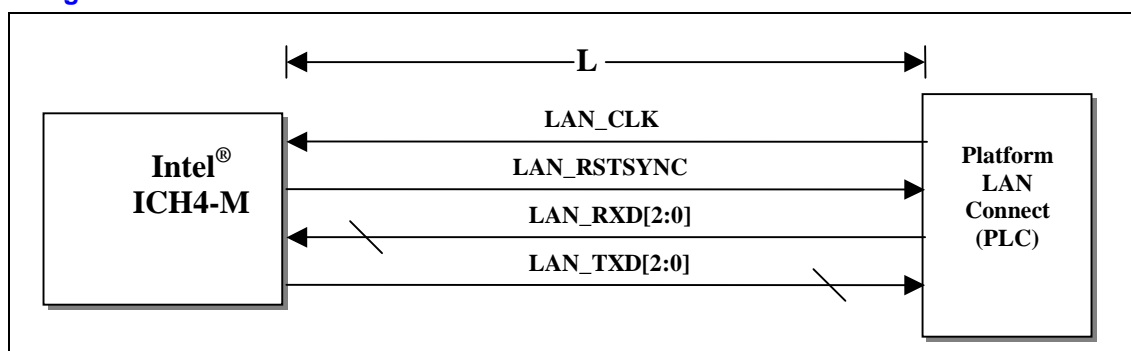 L
LAN_CLK
Intel®
ICH4-M
LAN_RSTSYNC
LAN_RXD[2:0]
LAN_TXD[2:0]
Platform
LAN
Connect
(PLC)